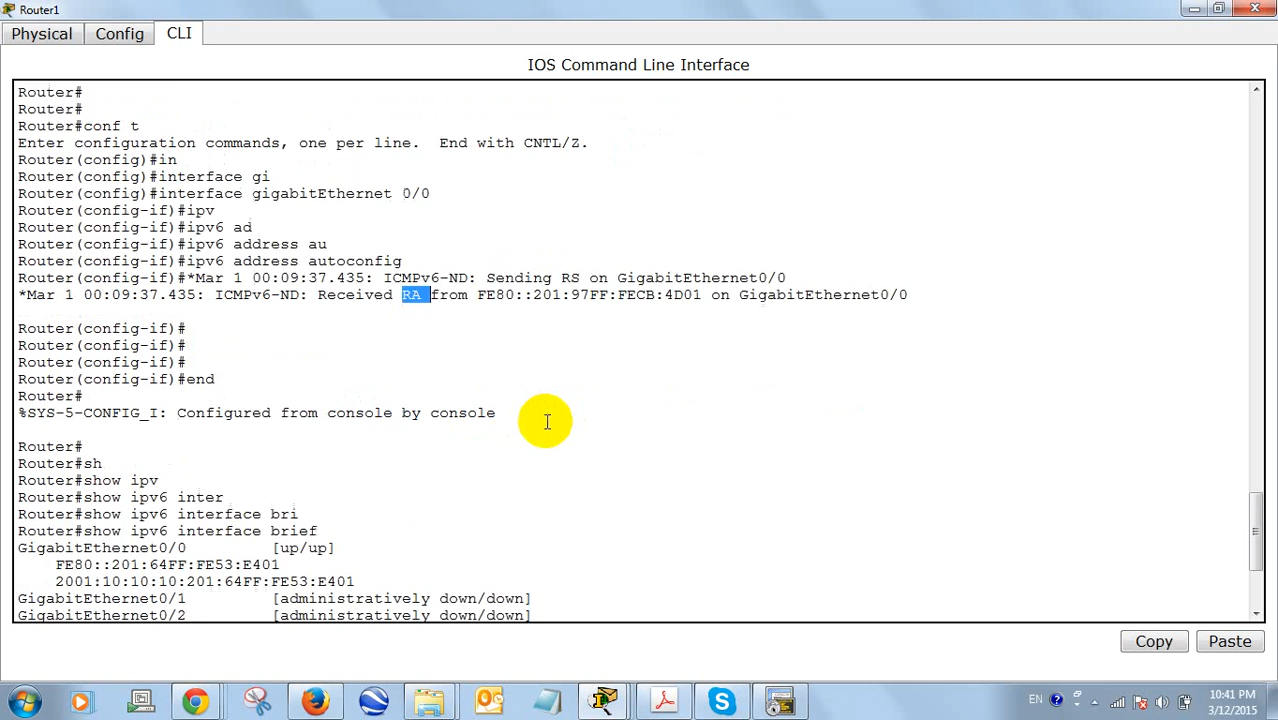 Router1
Physical
Config
CLI
IOS Command Line Interface
Router#
Router#
Router#conf t
Enter configuration commands, one per line.  End with CNTL/Z.
Router(config)#in
Router(config)#interface gi
Router(config)#interface gigabitEthernet 0/0
Router(config-if)#ipv
Router(config-if)#ipv6 ad
Router(config-if)#ipv6 address au
Router(config-if)#ipv6 address autoconfig
Router(config-if)#*Mar 1 00:09:37.435: ICMPv6-ND: Sending RS on GigabitEthernet0/0
*Mar 1 00:09:37.435: ICMPv6-ND: Received RA from FE80::201:97FF:FECB:4D01 on GigabitEthernet0/0
Router(config-if)#
Router(config-if)#
Router(config-if)#
Router(config-if)#end
Router#
%SYS-5-CONFIG_I: Configured from console by console
Router#
Router#sh
Router#show ipv
Router#show ipv6 inter
Router#show ipv6 interface bri
Router#show ipv6 interface brief
GigabitEthernet0/0         [up/up]
FE80::201:64FF:FE53:E401
2001:10:10:10:201:64FF:FE53:E401
GigabitEthernet0/1         [administratively down/down]
GigabitEthernet0/2         [administratively down/down]
Copy
Paste
EN
10:41 PM
3/12/2015